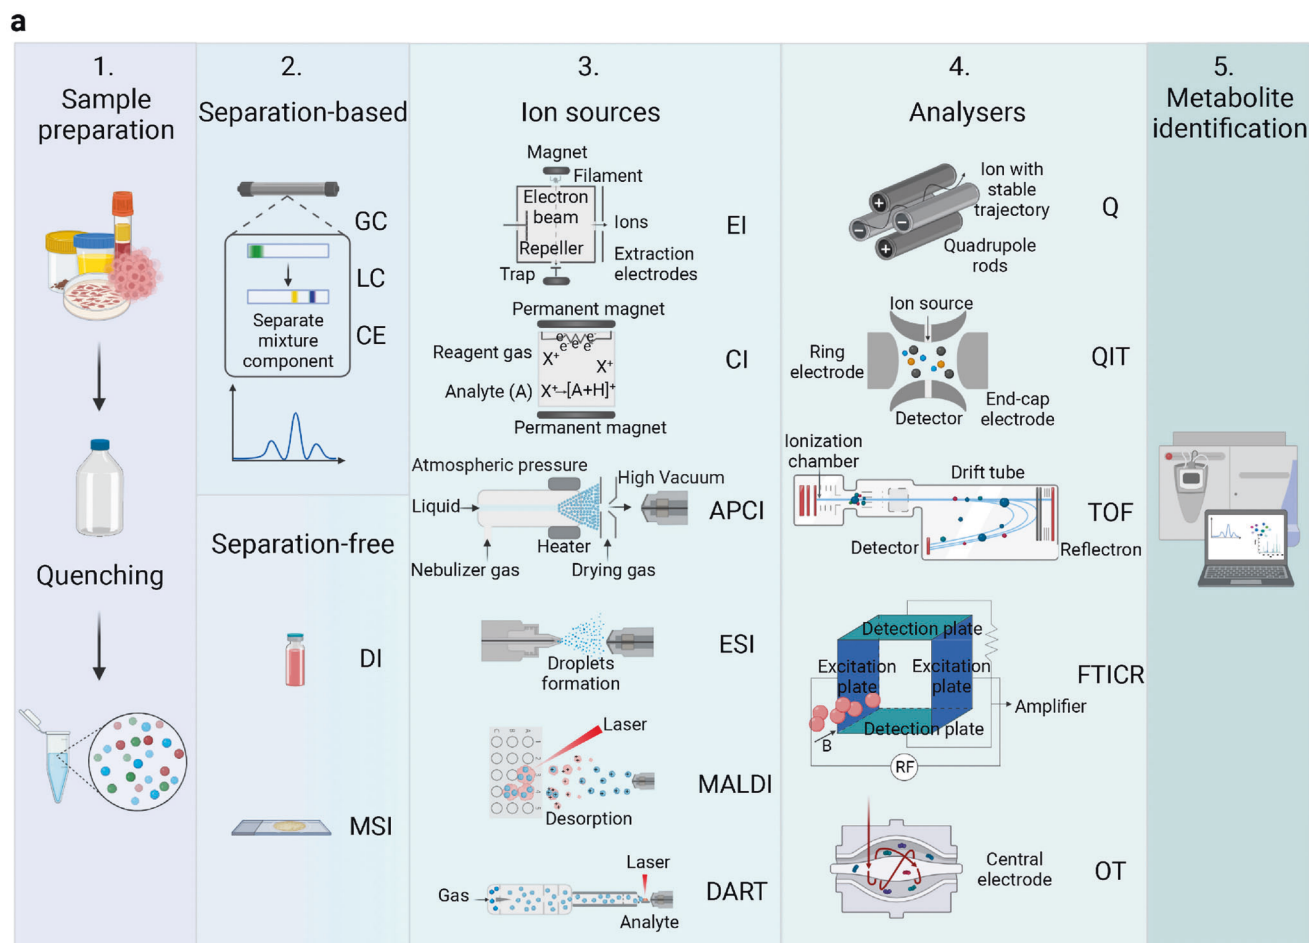 a
1.
Sample
preparation
Quenching
2.
Separation-based
GC
LC
CE
Separate
mixture
component
Separation-free
DI
MSI
3.
Ion sources
Magnet
Filament
Electron
beam
Ions
Repeller
Extraction
electrodes
Trap
EI
Permanent magnet
e⁻ e⁻ e⁻ e⁻
Reagent gas
X⁺
X⁺
Analyte (A)
X⁺→[A+H]⁺
Permanent magnet
CI
Atmospheric pressure
High Vacuum
Liquid
Heater
Nebulizer gas
Drying gas
APCI
Droplets
formation
ESI
Laser
Desorption
MALDI
Laser
Gas
Analyte
DART
4.
Analysers
Ion with
stable
trajectory
+
−
−
+
Quadrupole
rods
Q
Ion source
Ring
electrode
End-cap
electrode
Detector
QIT
Ionization
chamber
Drift tube
Detector
Reflectron
TOF
Detection plate
Excitation
plate
Excitation
plate
Amplifier
Detection plate
B
RF
FTICR
Central
electrode
OT
5.
Metabolite
identification